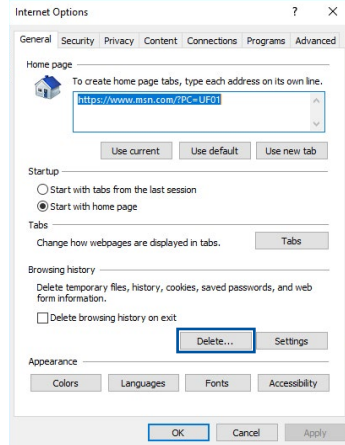 Internet Options
? X
General Security Privacy Content Connections Programs Advanced
Home page
To create home page tabs, type each address on its own line.
https://www.msn.com/?PC=UF01
Use current Use default Use new tab
Startup
Start with tabs from the last session
Start with home page
Tabs
Change how webpages are displayed in tabs. Tabs
Browsing history
Delete temporary files, history, cookies, saved passwords, and web
form information.
Delete browsing history on exit
Delete... Settings
Appearance
Colors Languages Fonts Accessibility
OK Cancel Apply